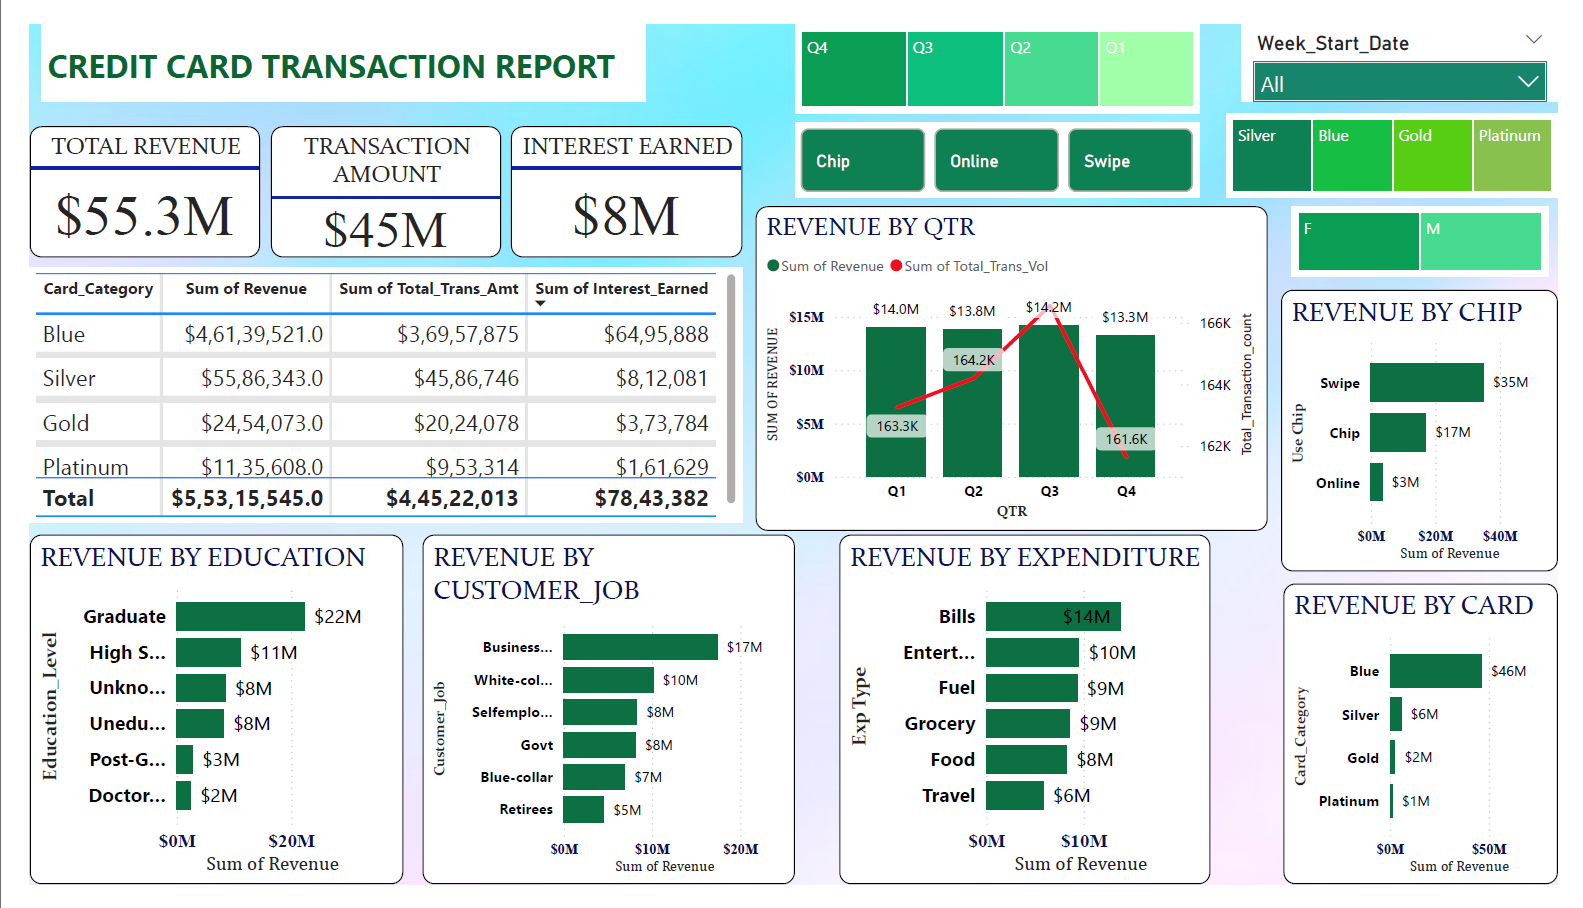 CREDIT CARD TRANSACTION REPORT
Q4 Q3 Q2 Q1
Week_Start_Date
All
Chip Online Swipe
Silver Blue Gold Platinum
F M
TOTAL REVENUE
$55.3M
TRANSACTION
AMOUNT
$45M
INTEREST EARNED
$8M
Card_Category Sum of Revenue Sum of Total_Trans_Amt Sum of Interest_Earned
Blue $4,61,39,521.0 $3,69,57,875 $64,95,888
Silver $55,86,343.0 $45,86,746 $8,12,081
Gold $24,54,073.0 $20,24,078 $3,73,784
Platinum $11,35,608.0 $9,53,314 $1,61,629
Total $5,53,15,545.0 $4,45,22,013 $78,43,382
REVENUE BY QTR
Sum of Revenue Sum of Total_Trans_Vol
$14.0M $13.8M $14.2M $13.3M
$15M
$10M
$5M
$0M
SUM OF REVENUE
163.3K 164.2K 161.6K
166K
164K
162K
Total_Transaction_count
Q1 Q2 Q3 Q4
QTR
REVENUE BY CHIP
Use Chip
Swipe $35M
Chip $17M
Online $3M
$0M $20M $40M
Sum of Revenue
REVENUE BY EDUCATION
Education_Level
Graduate $22M
High S... $11M
Unkno... $8M
Unedu... $8M
Post-G... $3M
Doctor... $2M
$0M $20M
Sum of Revenue
REVENUE BY
CUSTOMER_JOB
Customer_Job
Business... $17M
White-col... $10M
Selfemplo... $8M
Govt $8M
Blue-collar $7M
Retirees $5M
$0M $10M $20M
Sum of Revenue
REVENUE BY EXPENDITURE
Exp Type
Bills $14M
Entert... $10M
Fuel $9M
Grocery $9M
Food $8M
Travel $6M
$0M $10M
Sum of Revenue
REVENUE BY CARD
Card_Category
Blue $46M
Silver $6M
Gold $2M
Platinum $1M
$0M $50M
Sum of Revenue